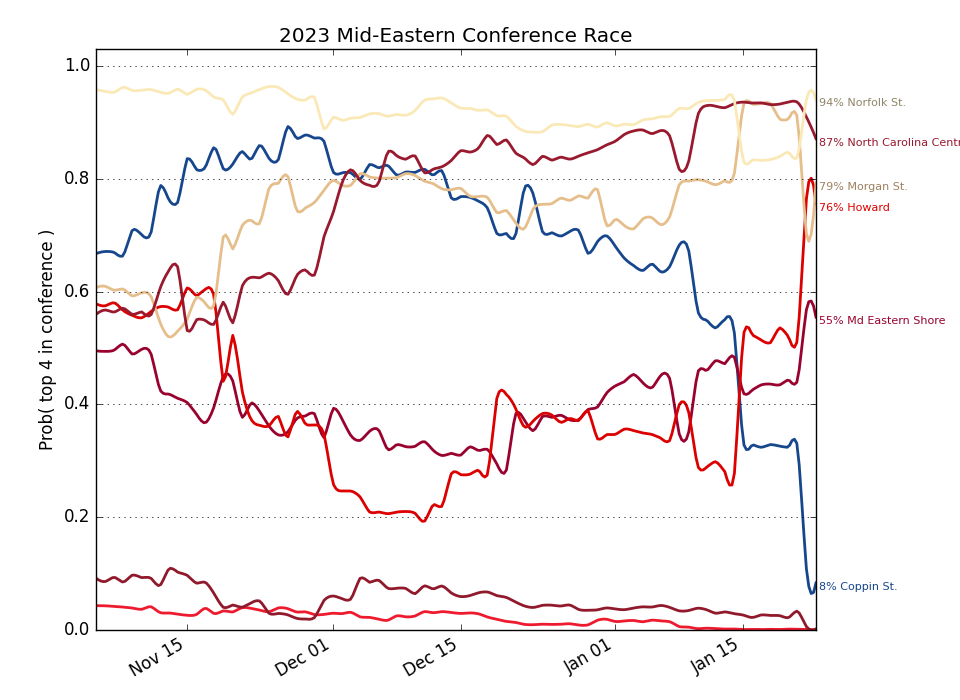 2023 Mid-Eastern Conference Race
Prob( top 4 in conference )
1.0
0.8
0.6
0.4
0.2
0.0
Nov 15
Dec 01
Dec 15
Jan 01
Jan 15
94% Norfolk St.
87% North Carolina Centr
79% Morgan St.
76% Howard
55% Md Eastern Shore
8% Coppin St.